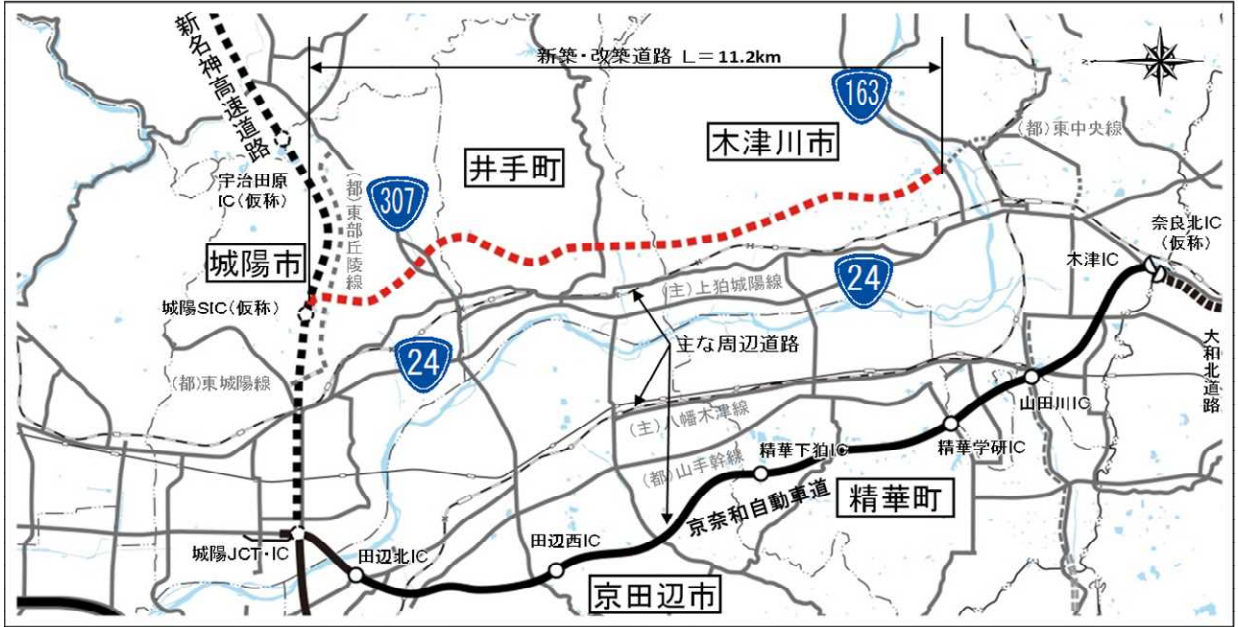 新名神高速道路
新築・改築道路 L＝11.2km
163
(都)東中央線
木津川市
井手町
宇治田原
IC(仮称)
(都)東部丘陵線
307
奈良北IC
(仮称)
城陽市
木津IC
24
(主)上狛城陽線
城陽SIC(仮称)
大和北道路
主な周辺道路
24
(都)東城陽線
山田川IC
(主)八幡木津線
精華学研IC
精華下狛IC
(都)山手幹線
精華町
京奈和自動車道
城陽JCT・IC
田辺北IC
田辺西IC
京田辺市